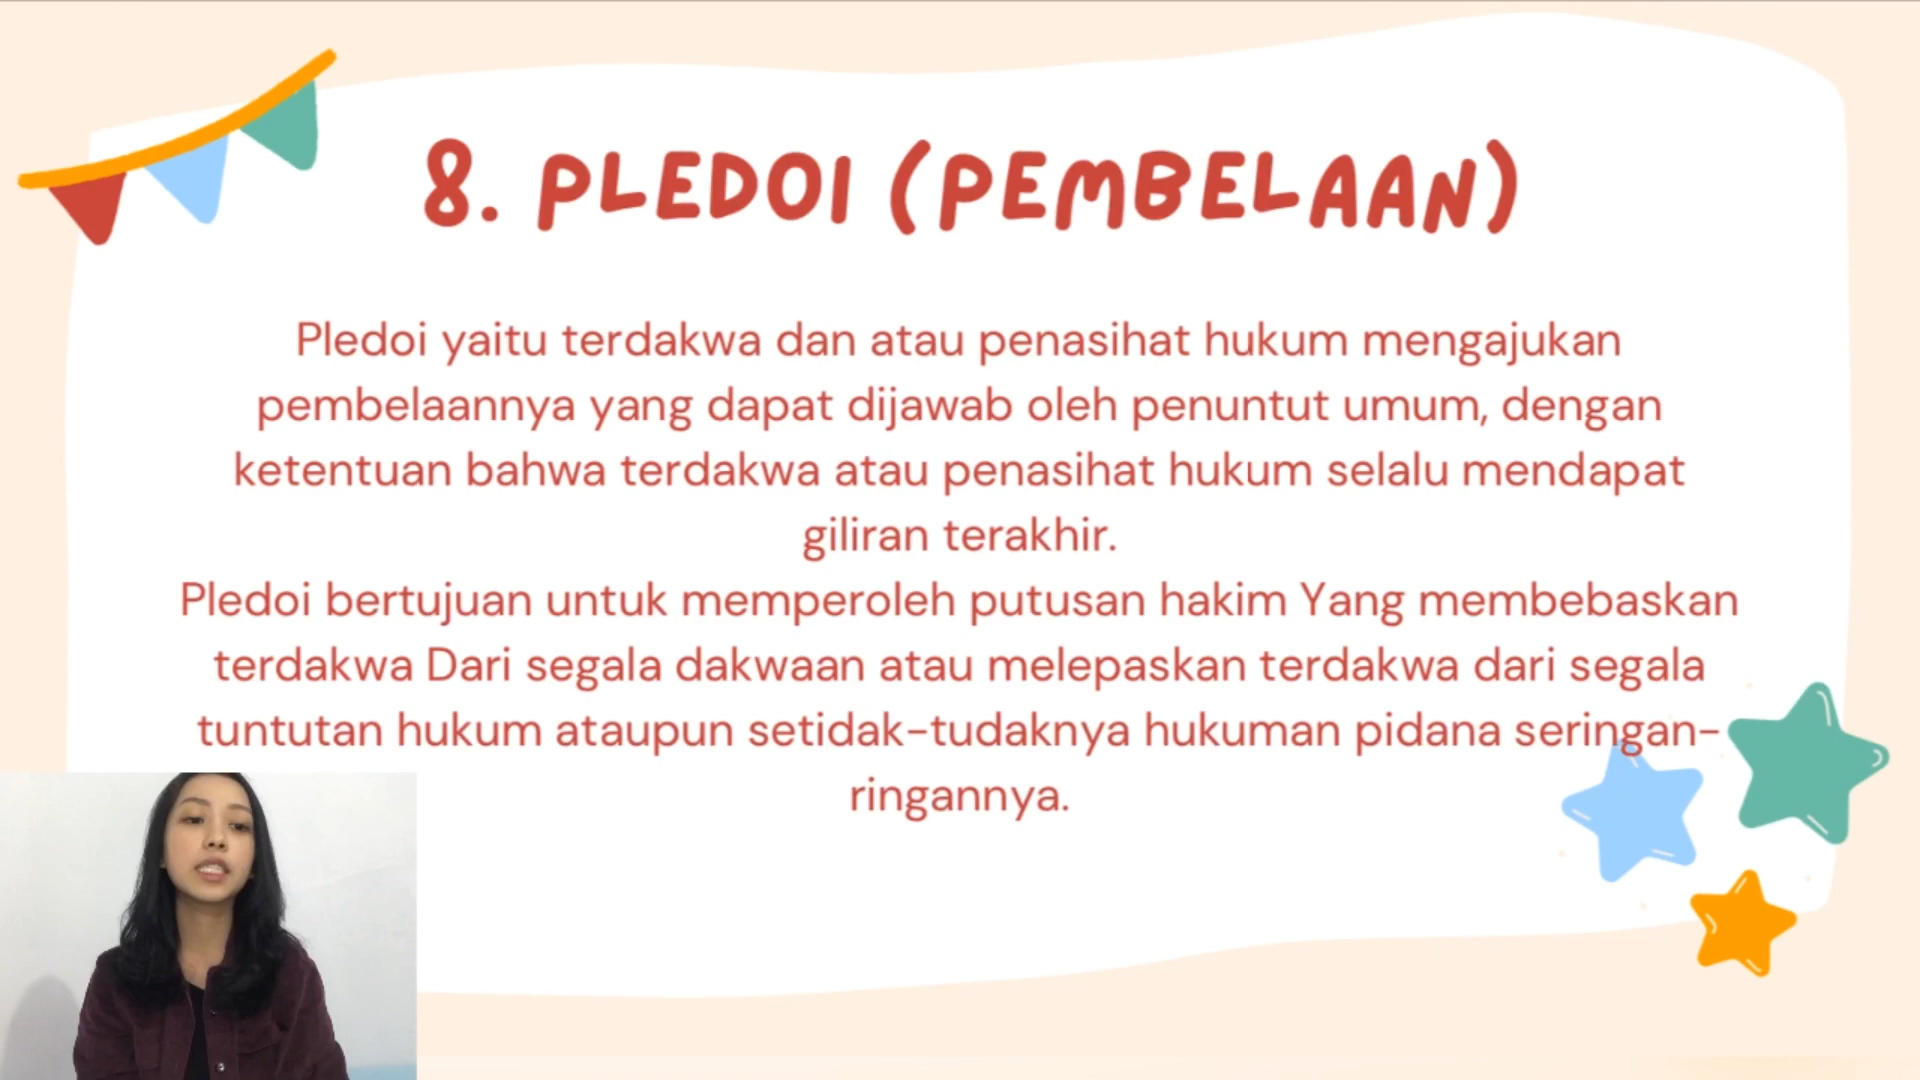 8. PLEDOI (PEMBELAAN)
Pledoi yaitu terdakwa dan atau penasihat hukum mengajukan
pembelaannya yang dapat dijawab oleh penuntut umum, dengan
ketentuan bahwa terdakwa atau penasihat hukum selalu mendapat
giliran terakhir.
Pledoi bertujuan untuk memperoleh putusan hakim Yang membebaskan
terdakwa Dari segala dakwaan atau melepaskan terdakwa dari segala
tuntutan hukum ataupun setidak-tudaknya hukuman pidana seringan-
ringannya.